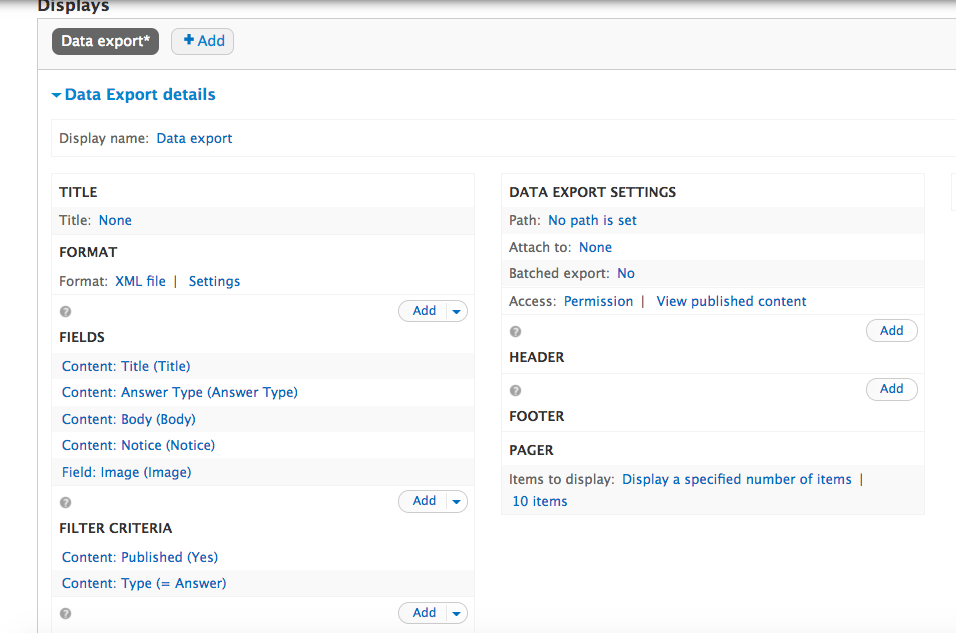 Displays
Data export*
+ Add
Data Export details
Display name: Data export
TITLE
Title: None
FORMAT
Format: XML file | Settings
? Add
FIELDS
Content: Title (Title)
Content: Answer Type (Answer Type)
Content: Body (Body)
Content: Notice (Notice)
Field: Image (Image)
? Add
FILTER CRITERIA
Content: Published (Yes)
Content: Type (= Answer)
? Add
DATA EXPORT SETTINGS
Path: No path is set
Attach to: None
Batched export: No
Access: Permission | View published content
? Add
HEADER
? Add
FOOTER
PAGER
Items to display: Display a specified number of items |
10 items